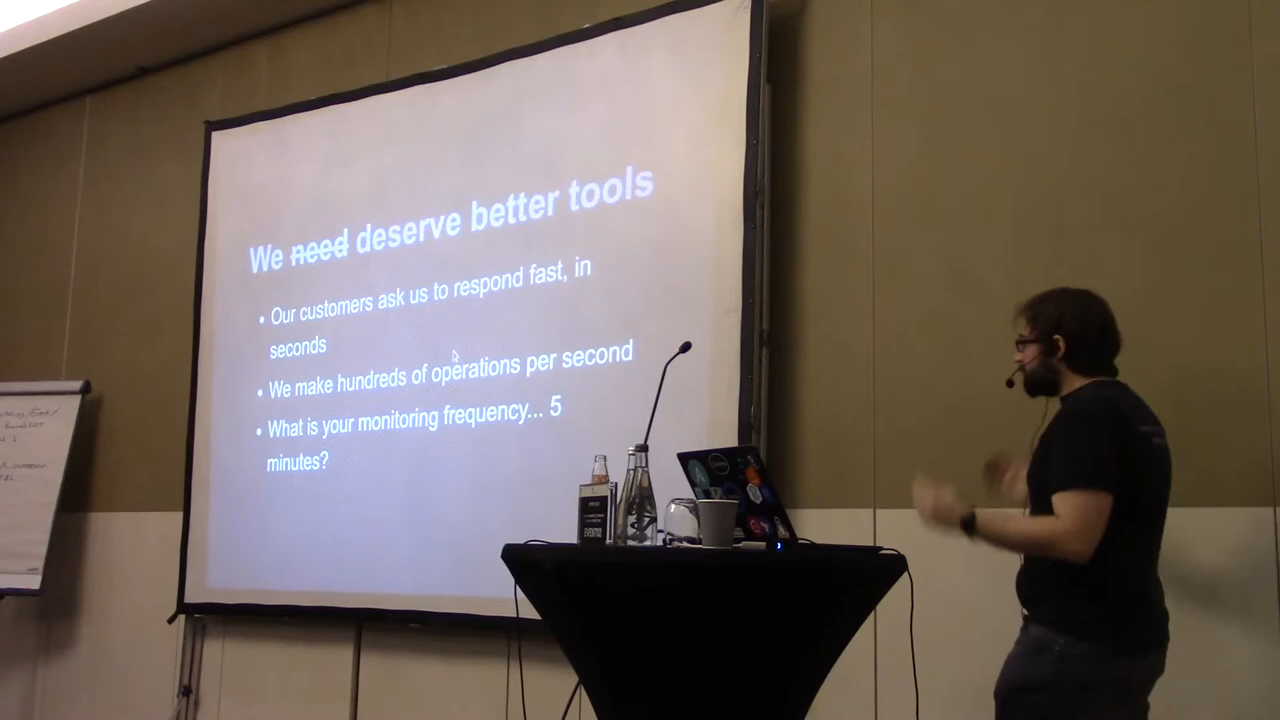 We need deserve better tools
• Our customers ask us to respond fast, in
seconds
• We make hundreds of operations per second
• What is your monitoring frequency... 5
minutes?